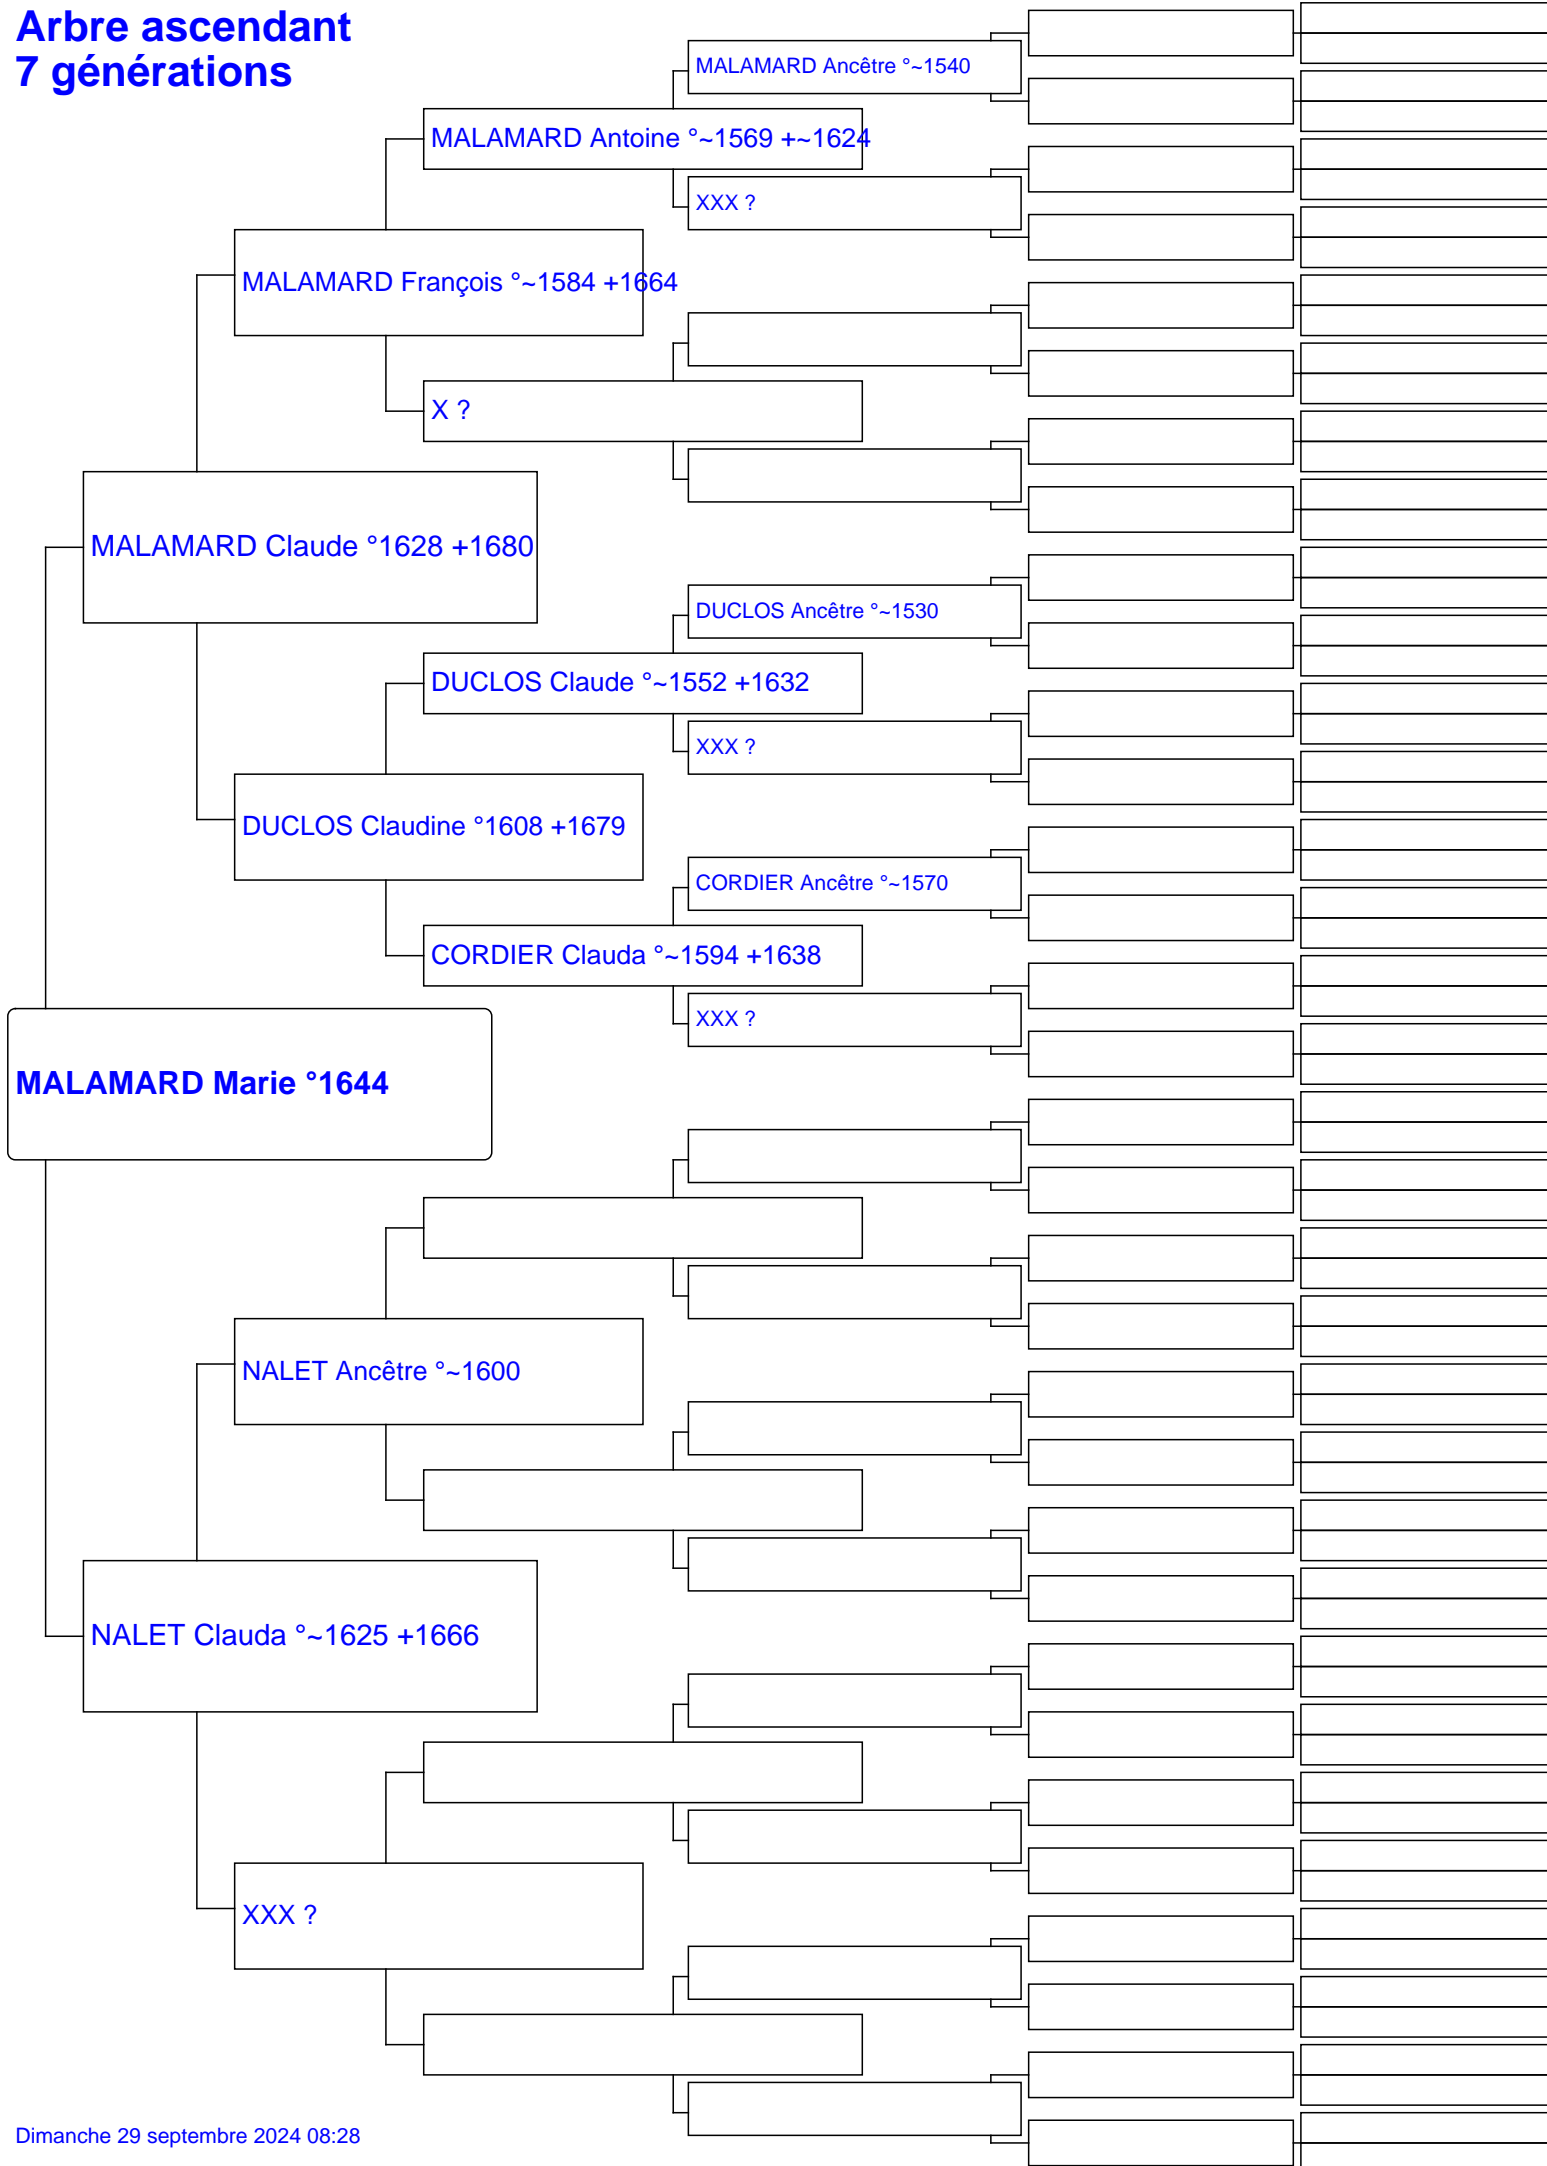 Arbre ascendant
7 générations
MALAMARD Ancêtre °~1540
MALAMARD Antoine °~1569 +~1624
XXX ?
MALAMARD François °~1584 +1664
X ?
MALAMARD Claude °1628 +1680
DUCLOS Ancêtre °~1530
DUCLOS Claude °~1552 +1632
XXX ?
DUCLOS Claudine °1608 +1679
CORDIER Ancêtre °~1570
CORDIER Clauda °~1594 +1638
XXX ?
MALAMARD Marie °1644
NALET Ancêtre °~1600
NALET Clauda °~1625 +1666
XXX ?
Dimanche 29 septembre 2024 08:28